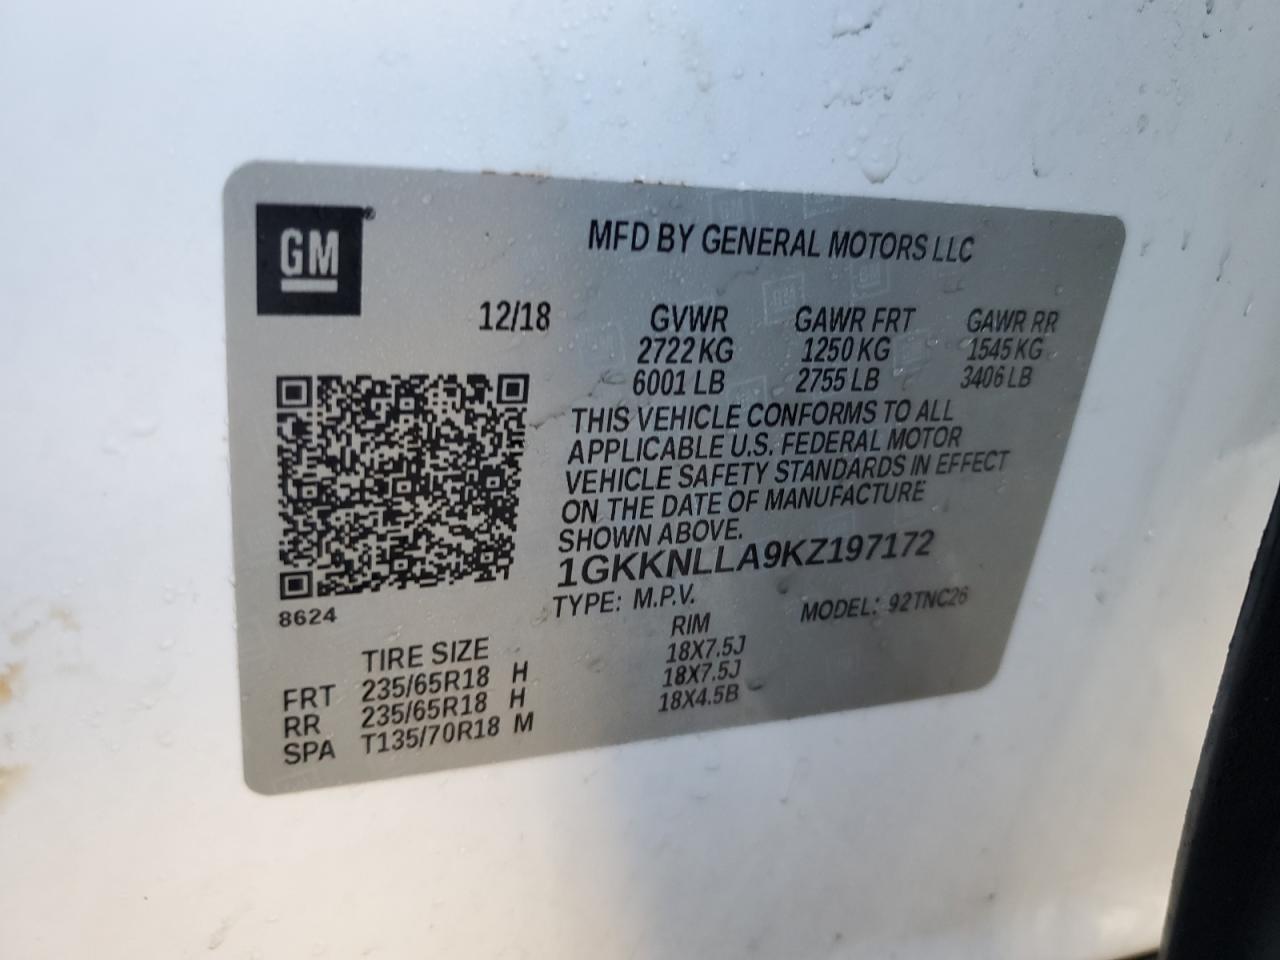 GM®
MFD BY GENERAL MOTORS LLC
12/18 GVWR GAWR FRT GAWR RR
2722 KG 1250 KG 1545 KG
6001 LB 2755 LB 3406 LB
THIS VEHICLE CONFORMS TO ALL
APPLICABLE U.S. FEDERAL MOTOR
VEHICLE SAFETY STANDARDS IN EFFECT
ON THE DATE OF MANUFACTURE
SHOWN ABOVE.
1GKKNLLA9KZ197172
TYPE: M.P.V. MODEL: 92TNC26
8624
TIRE SIZE RIM
FRT 235/65R18 H 18X7.5J
RR 235/65R18 H 18X7.5J
SPA T135/70R18 M 18X4.5B